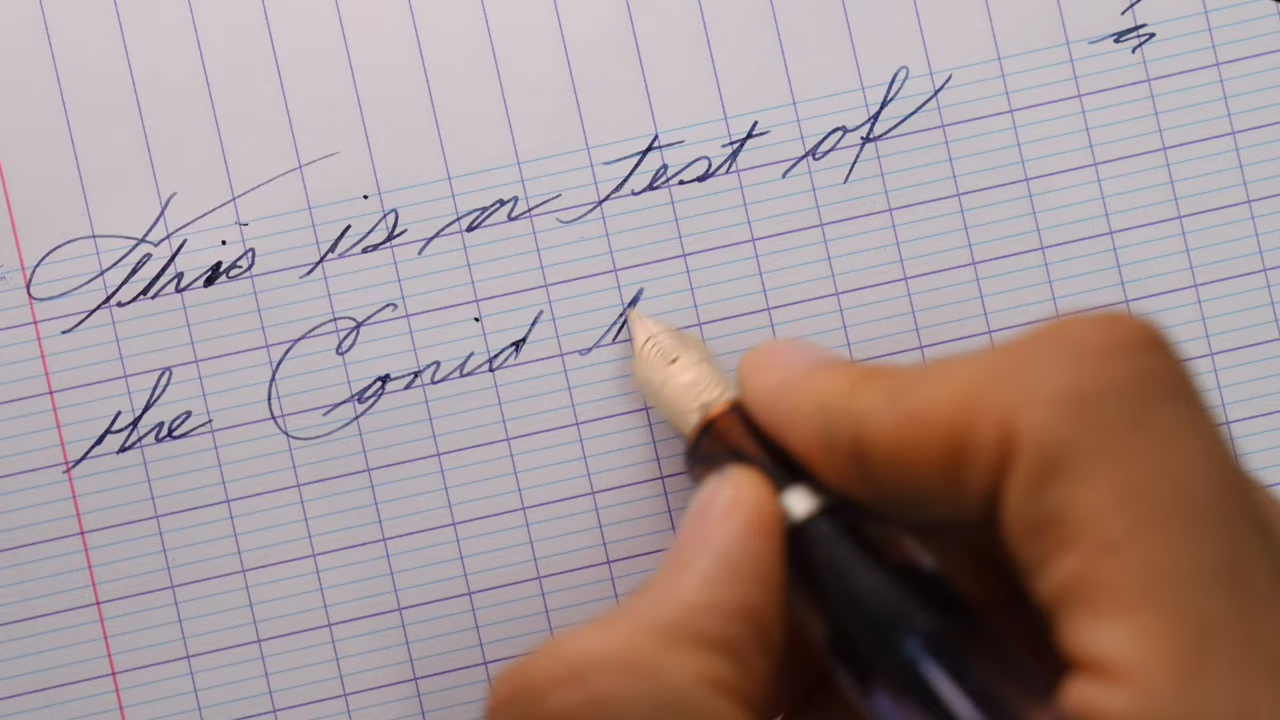 This is a test of
the Conid